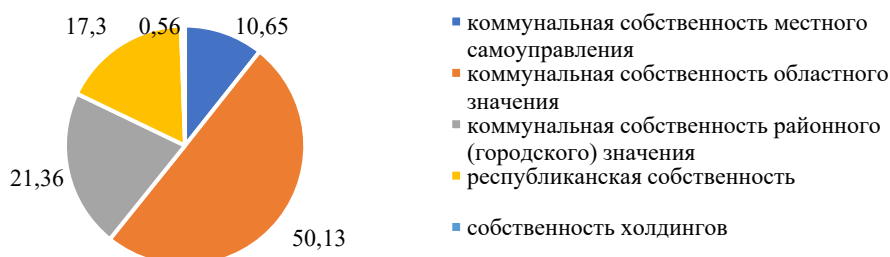 17,3
0,56
10,65
21,36
50,13
коммунальная собственность местного
самоуправления
коммунальная собственность областного
значения
коммунальная собственность районного
(городского) значения
республиканская собственность
собственность холдингов